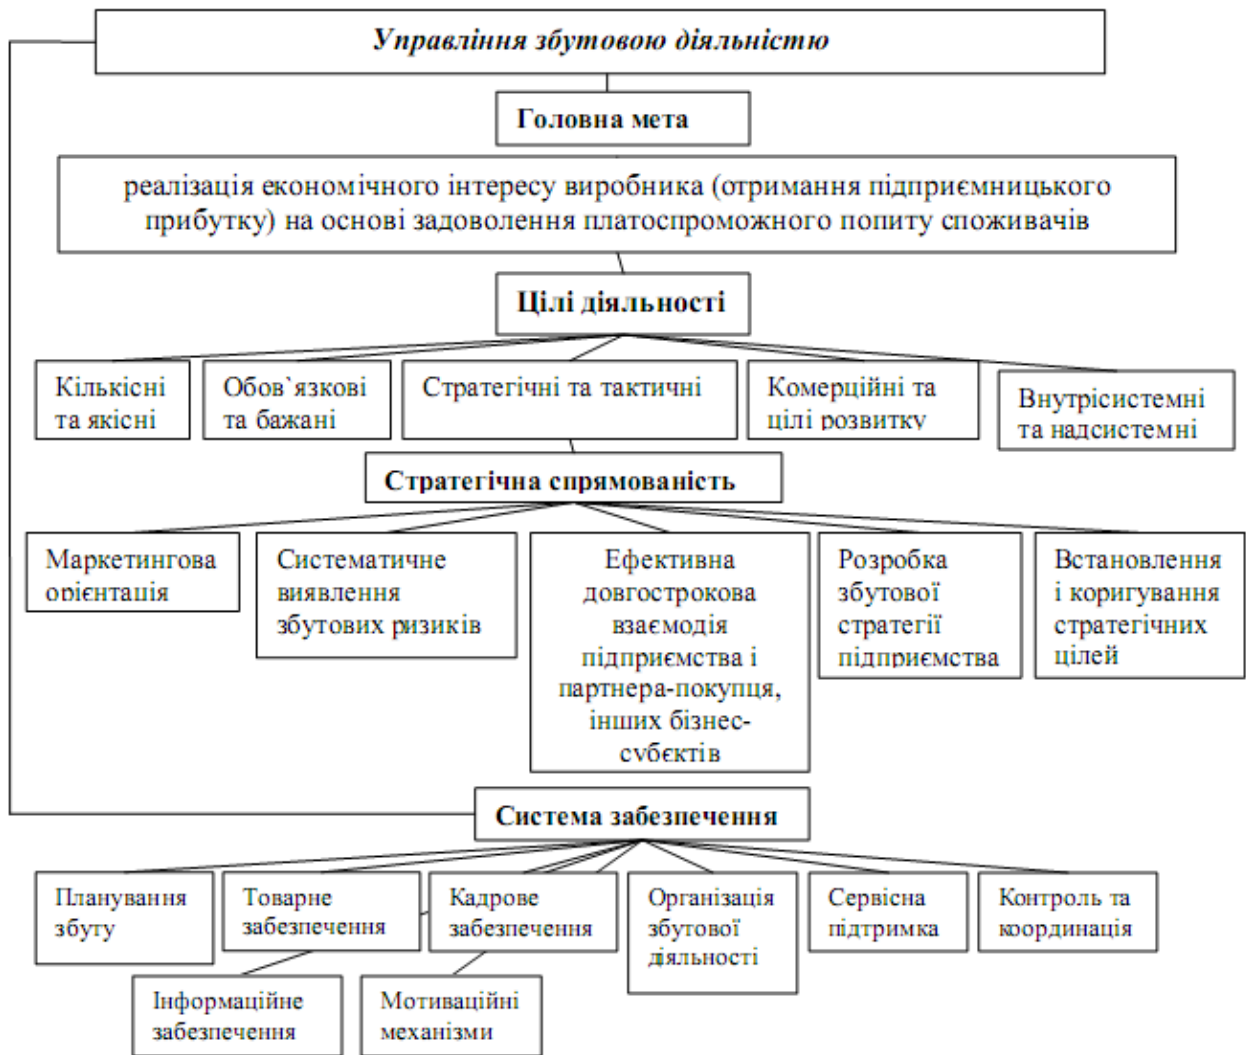 Управління збутовою діяльністю
Головна мета
реалізація економічного інтересу виробника (отримання підприємницького
прибутку) на основі задоволення платоспроможного попиту споживачів
Цілі діяльності
Кількісні
та якісні
Обов`язкові
та бажані
Стратегічні та тактичні
Комерційні та
цілі розвитку
Внутрісистемні
та надсистемні
Стратегічна спрямованість
Маркетингова
орієнтація
Систематичне
виявлення
збутових ризиків
Ефективна
довгострокова
взаємодія
підприємства і
партнера-покупця,
інших бізнес-
субєктів
Розробка
збутової
стратегії
підприємства
Встановлення
і коригування
стратегічних
цілей
Система забезпечення
Планування
збуту
Товарне
забезпечення
Кадрове
забезпечення
Організація
збутової
діяльності
Сервісна
підтримка
Контроль та
координація
Інформаційне
забезпечення
Мотиваційні
механізми